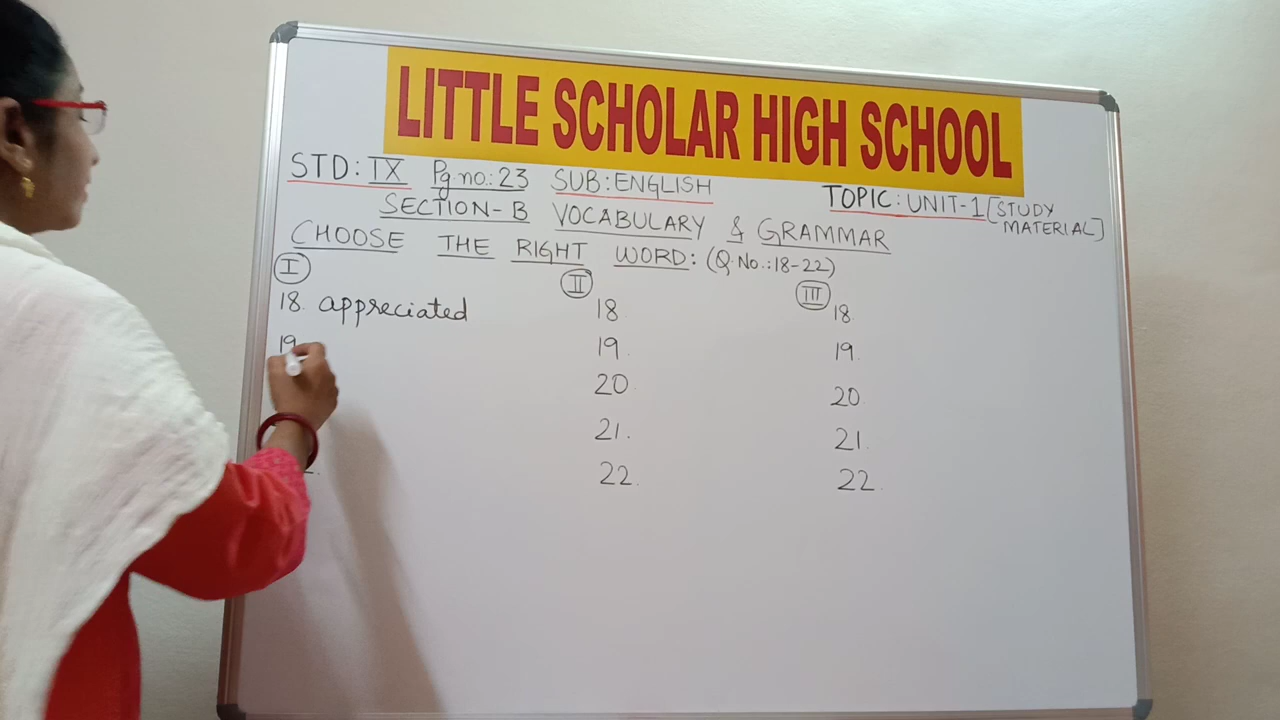 LITTLE SCHOLAR HIGH SCHOOL
STD: IX Pg.no.: 23 SUB: ENGLISH TOPIC: UNIT-1 [STUDY MATERIAL]
SECTION-B VOCABULARY & GRAMMAR
CHOOSE THE RIGHT WORD: (Q.No.:18-22)
I II III
18. appreciated 18 18.
19 19. 19.
20. 20.
21. 21.
22. 22.